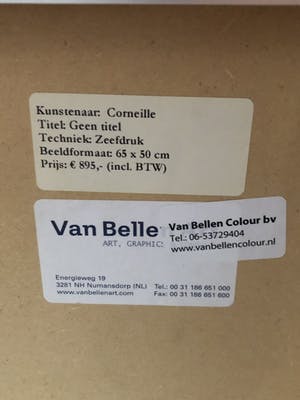 Kunstenaar: Corneille
Titel: Geen titel
Techniek: Zeefdruk
Beeldformaat: 65 x 50 cm
Prijs: € 895,- (incl. BTW)
Van Belle
ART, GRAPHIC
Van Bellen Colour bv
Tel.: 06-53729404
www.vanbellencolour.nl
Energieweg 19
3281 NH Numansdorp (NL)
www.vanbellenart.com
Tel.: 00 31 186 651 000
Fax: 00 31 186 651 600